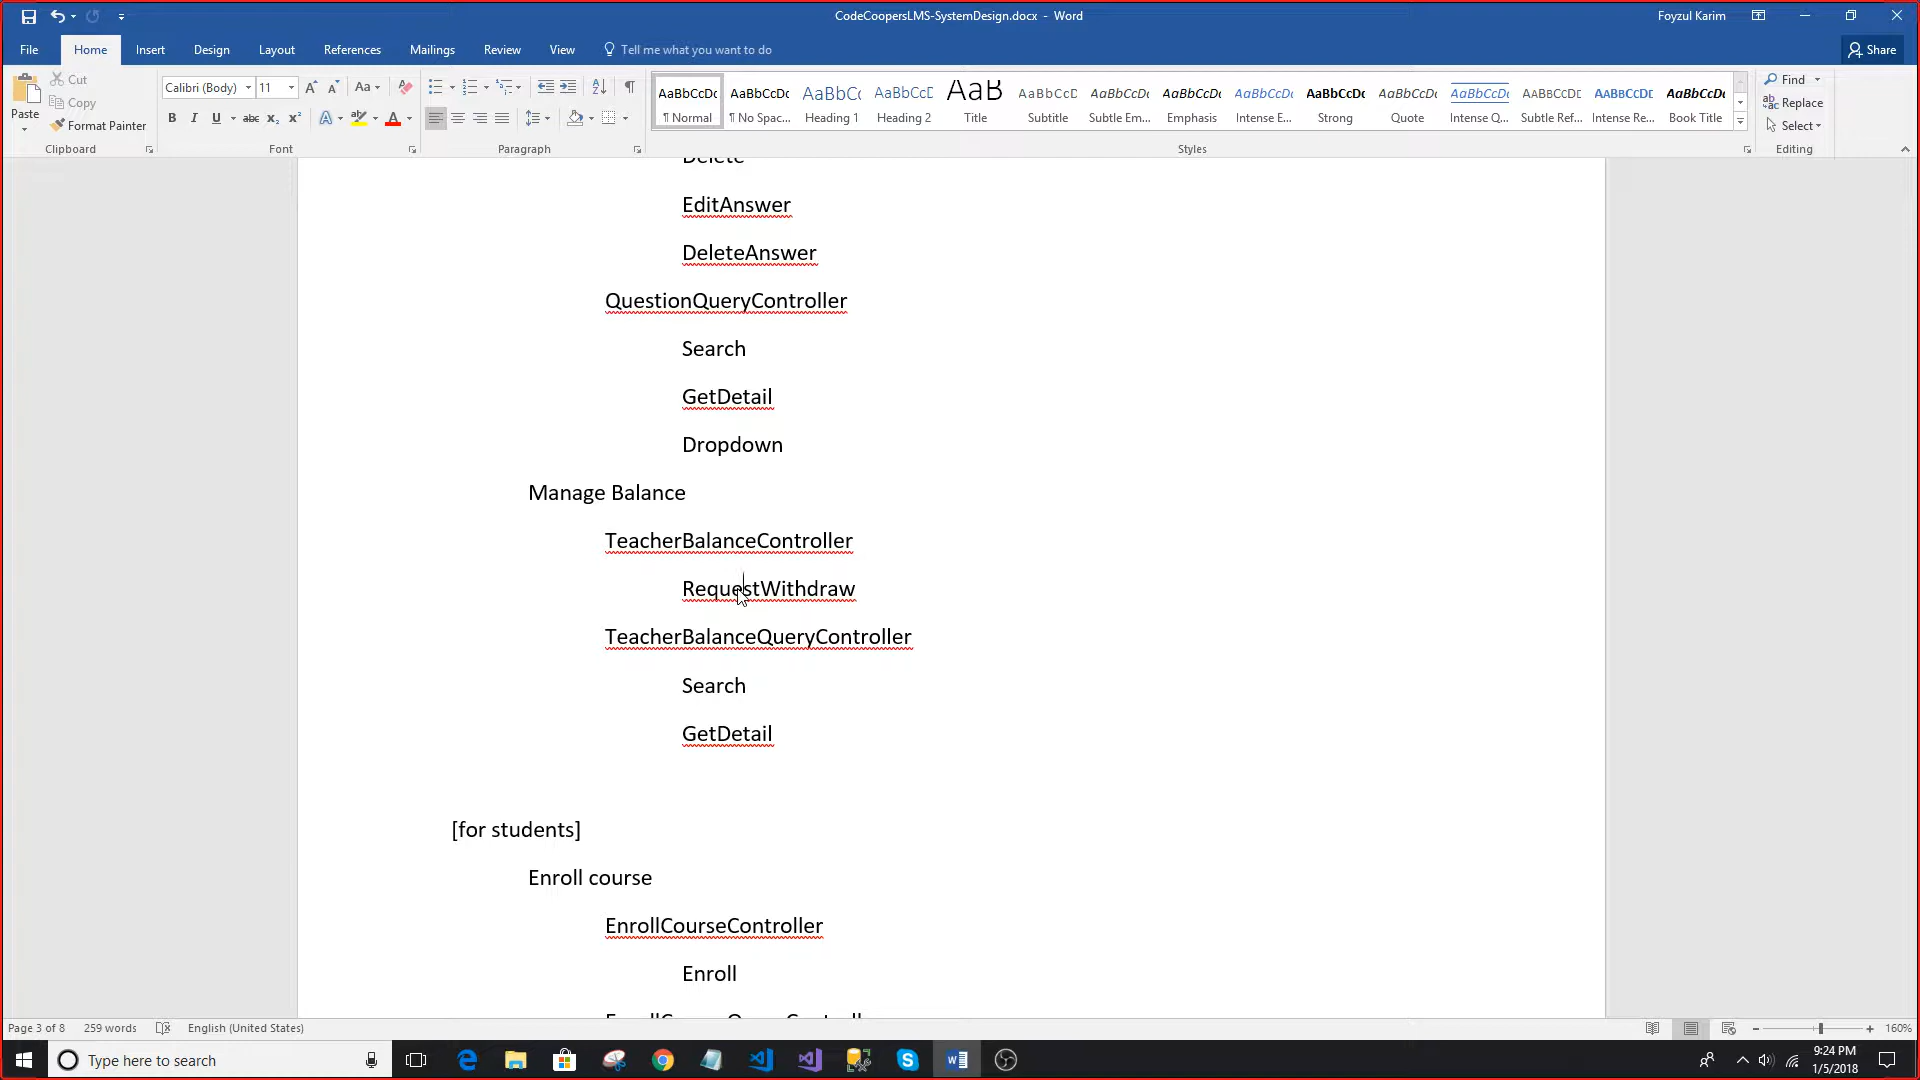 CodeCoopersLMS-SystemDesign.docx - Word
Foyzul Karim
File Home Insert Design Layout References Mailings Review View Tell me what you want to do Share
Paste
Cut
Copy
Format Painter
Clipboard
Calibri (Body) 11
Font
Paragraph
AaBbCcDc AaBbCcDc AaBbCc AaBbCcD AaB AaBbCcD AaBbCcDc AaBbCcDc AaBbCcDc AaBbCcDc AaBbCcDc AaBbCcDc AABBCCDD AABBCCDE AaBbCcDc
¶ Normal ¶ No Spac... Heading 1 Heading 2 Title Subtitle Subtle Em... Emphasis Intense E... Strong Quote Intense Q... Subtle Ref... Intense Re... Book Title
Styles
Find
Replace
Select
Editing
Delete
EditAnswer
DeleteAnswer
QuestionQueryController
Search
GetDetail
Dropdown
Manage Balance
TeacherBalanceController
RequestWithdraw
TeacherBalanceQueryController
Search
GetDetail
[for students]
Enroll course
EnrollCourseController
Enroll
EnrollCourseQueryController
Page 3 of 8 259 words English (United States) 160%
Type here to search
9:24 PM
1/5/2018